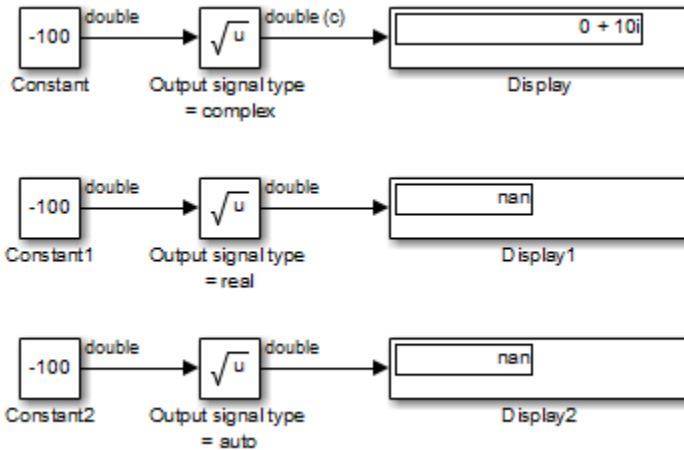 double double (c)
-100 √u 0 + 10i
Constant Output signal type Display
= complex
double double
-100 √u nan
Constant1 Output signal type Display1
= real
double double
-100 √u nan
Constant2 Output signal type Display2
= auto